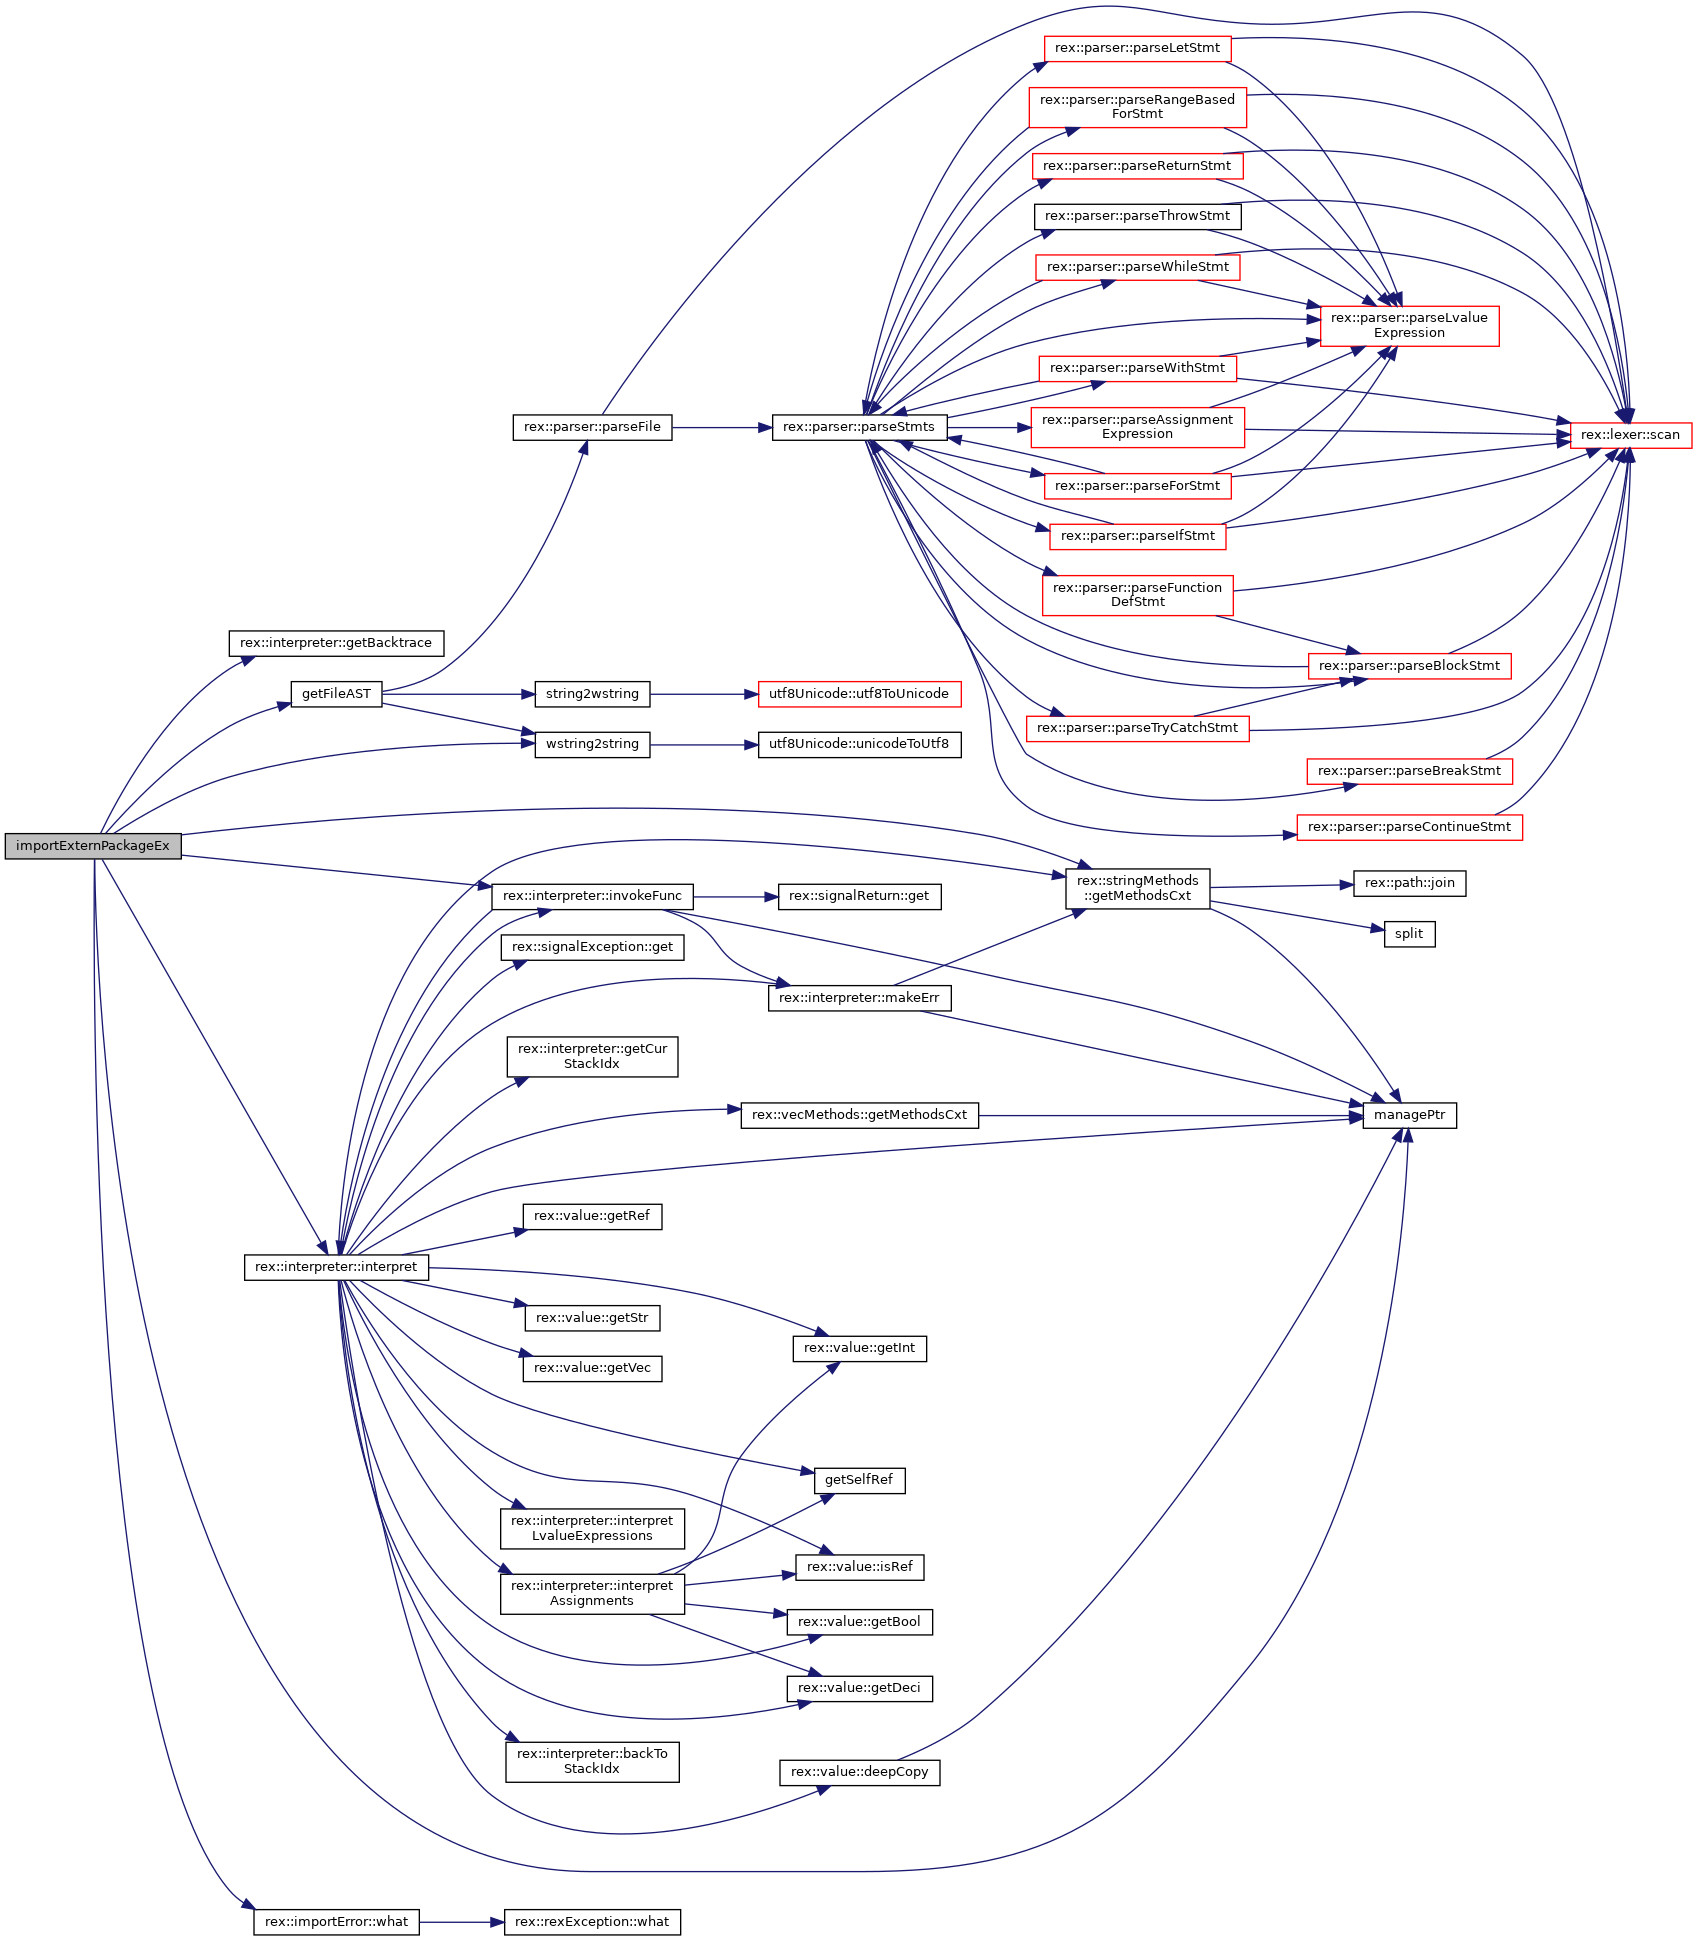 rex::parser::parseLetStmt
rex::parser::parseRangeBased
ForStmt
rex::parser::parseReturnStmt
rex::parser::parseThrowStmt
rex::parser::parseWhileStmt
rex::parser::parseLvalue
Expression
rex::parser::parseWithStmt
rex::parser::parseFile
rex::parser::parseStmts
rex::parser::parseAssignment
Expression
rex::lexer::scan
rex::parser::parseForStmt
rex::parser::parseIfStmt
rex::parser::parseFunction
DefStmt
rex::interpreter::getBacktrace
rex::parser::parseBlockStmt
getFileAST
string2wstring
utf8Unicode::utf8ToUnicode
rex::parser::parseTryCatchStmt
wstring2string
utf8Unicode::unicodeToUtf8
rex::parser::parseBreakStmt
rex::parser::parseContinueStmt
importExternPackageEx
rex::stringMethods
::getMethodsCxt
rex::path::join
rex::interpreter::invokeFunc
rex::signalReturn::get
split
rex::signalException::get
rex::interpreter::makeErr
rex::interpreter::getCur
StackIdx
rex::vecMethods::getMethodsCxt
managePtr
rex::value::getRef
rex::interpreter::interpret
rex::value::getStr
rex::value::getInt
rex::value::getVec
getSelfRef
rex::interpreter::interpret
LvalueExpressions
rex::value::isRef
rex::interpreter::interpret
Assignments
rex::value::getBool
rex::value::getDeci
rex::interpreter::backTo
StackIdx
rex::value::deepCopy
rex::importError::what
rex::rexException::what